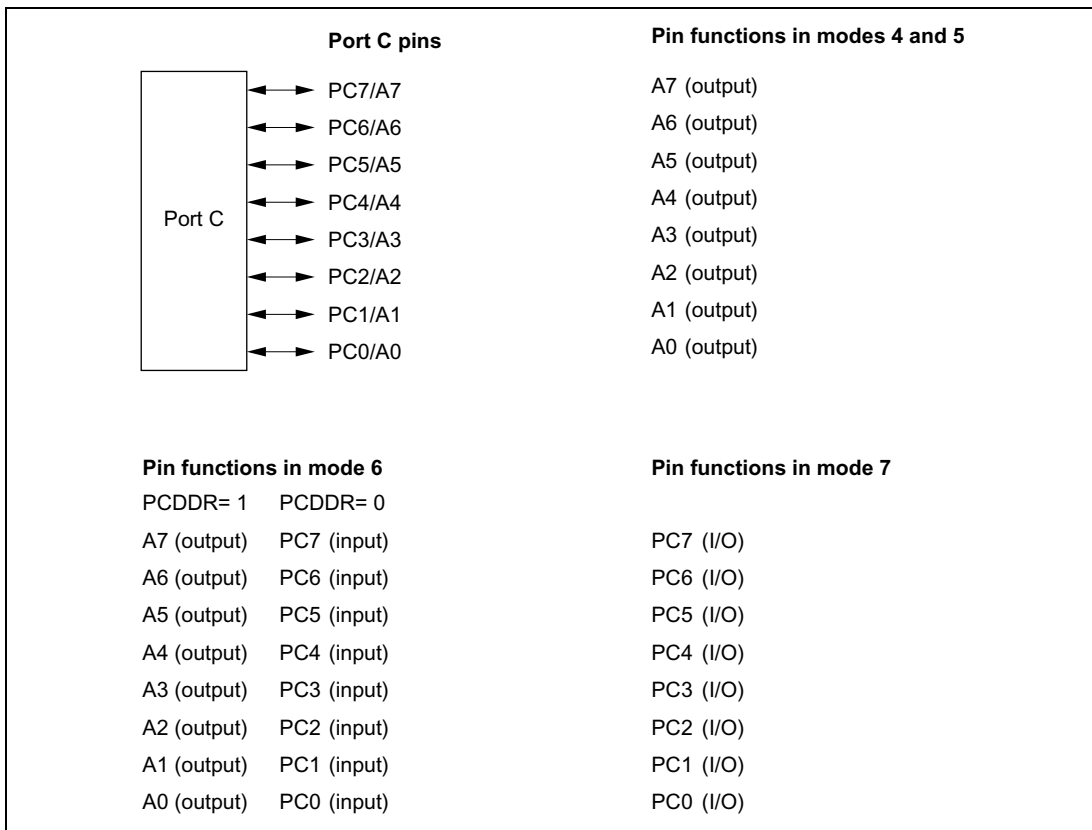 Port C pins
Port C
PC7/A7
PC6/A6
PC5/A5
PC4/A4
PC3/A3
PC2/A2
PC1/A1
PC0/A0
Pin functions in modes 4 and 5
A7 (output)
A6 (output)
A5 (output)
A4 (output)
A3 (output)
A2 (output)
A1 (output)
A0 (output)
Pin functions in mode 6
PCDDR= 1 PCDDR= 0
A7 (output) PC7 (input)
A6 (output) PC6 (input)
A5 (output) PC5 (input)
A4 (output) PC4 (input)
A3 (output) PC3 (input)
A2 (output) PC2 (input)
A1 (output) PC1 (input)
A0 (output) PC0 (input)
Pin functions in mode 7
PC7 (I/O)
PC6 (I/O)
PC5 (I/O)
PC4 (I/O)
PC3 (I/O)
PC2 (I/O)
PC1 (I/O)
PC0 (I/O)